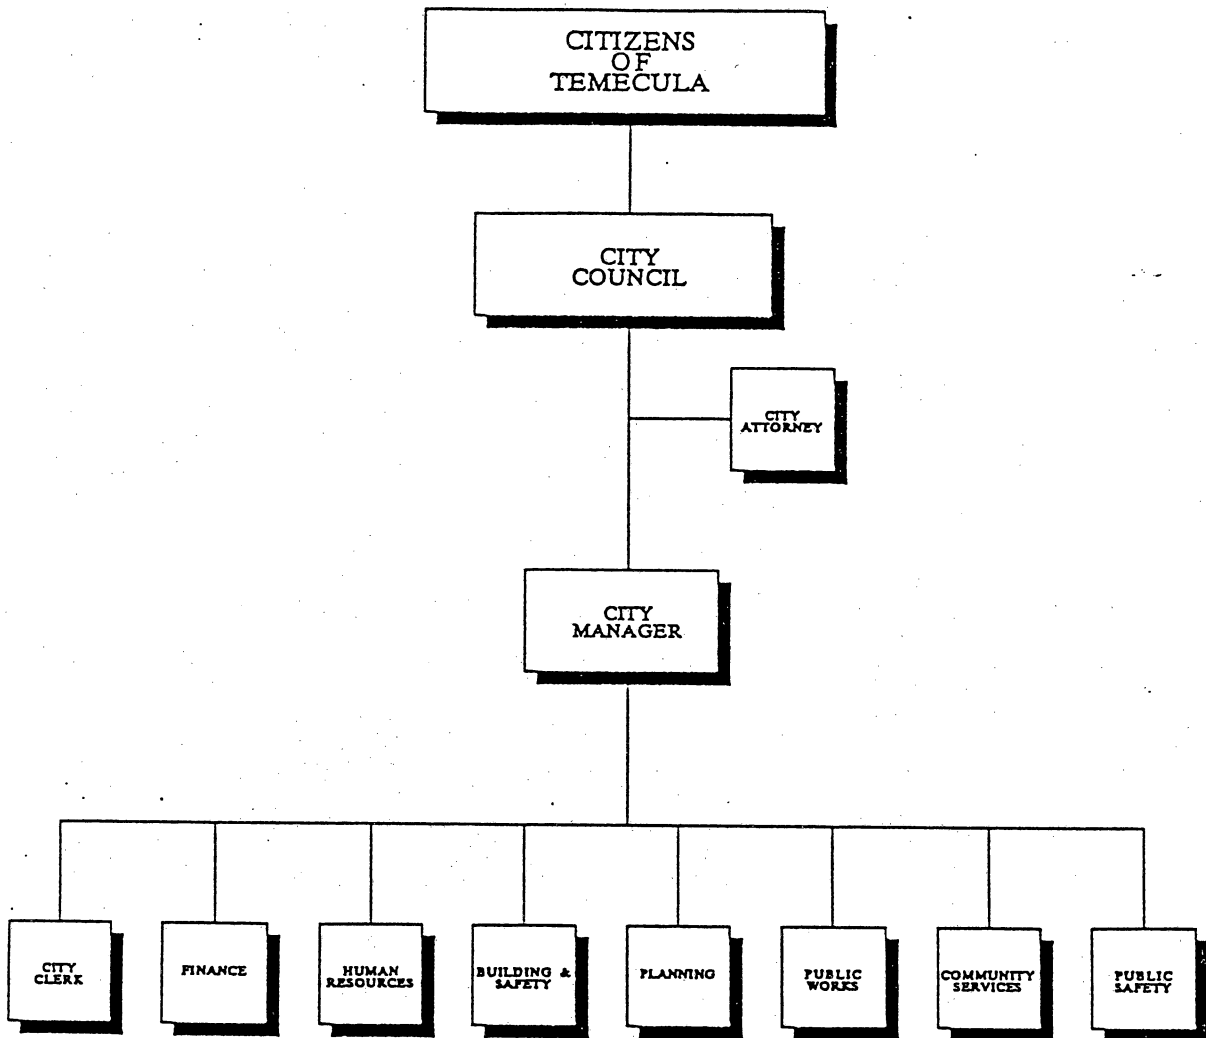 CITIZENS
OF
TEMECULA
CITY
COUNCIL
CITY
ATTORNEY
CITY
MANAGER
CITY
CLERK
FINANCE
HUMAN
RESOURCES
BUILDING &
SAFETY
PLANNING
PUBLIC
WORKS
COMMUNITY
SERVICES
PUBLIC
SAFETY